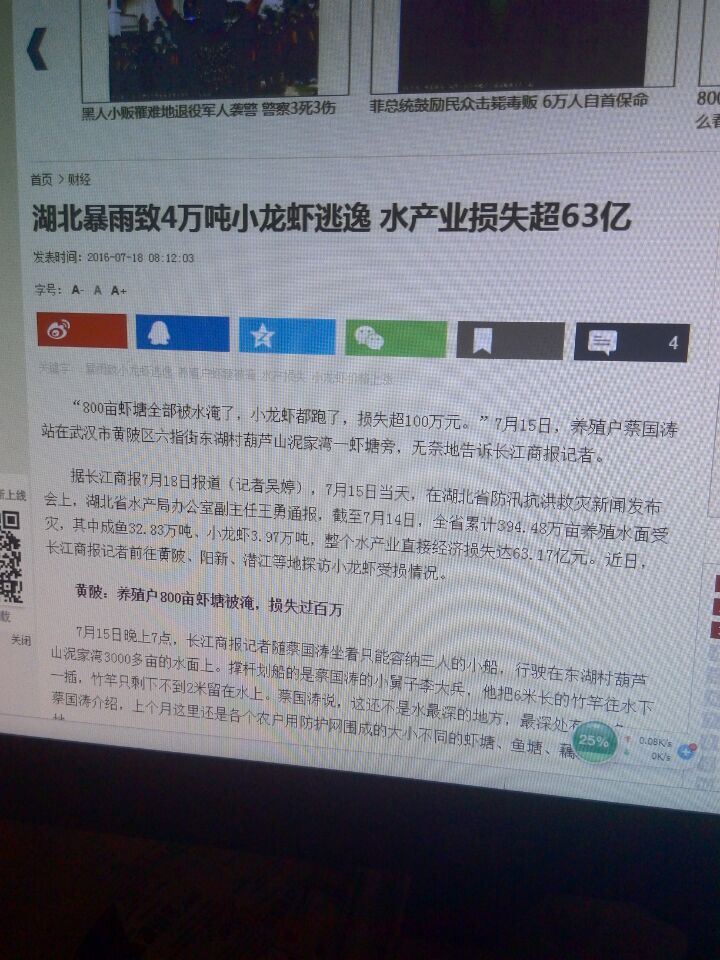 黑人小贩罹难地退役军人袭警 警察3死3伤
菲总统鼓励民众击毙毒贩 6万人自首保命
800
么看
首页 > 财经
湖北暴雨致4万吨小龙虾逃逸 水产业损失超63亿
发表时间：2016-07-18 08:12:03
字号： A- A A+
4
“800亩虾塘全部被水淹了，小龙虾都跑了，损失超100万元。”7月15日，养殖户蔡国涛
站在武汉市黄陂区六指街东湖村葫芦山泥家湾一虾塘旁，无奈地告诉长江商报记者。
据长江商报7月18日报道（记者吴婷），7月15日当天，在湖北省防汛抗洪救灾新闻发布
会上，湖北省水产局办公室副主任王勇通报，截至7月14日，全省累计394.48万亩养殖水面受
灾，其中成鱼32.83万吨、小龙虾3.97万吨，整个水产业直接经济损失达63.17亿元。近日，
长江商报记者前往黄陂、阳新、潜江等地探访小龙虾受损情况。
新上线
载
关闭
黄陂：养殖户800亩虾塘被淹，损失过百万
7月15日晚上7点，长江商报记者随蔡国涛坐着只能容纳三人的小船，行驶在东湖村葫芦
山泥家湾3000多亩的水面上。撑杆划船的是蔡国涛的小舅子李大兵，他把6米长的竹竿往水下
一插，竹竿只剩下不到2米留在水上。蔡国涛说，这还不是水最深的地方，最深处有
蔡国涛介绍，上个月这里还是各个农户用防护网围成的大小不同的虾塘、鱼塘、藕
25%
0.08K/s
0K/s